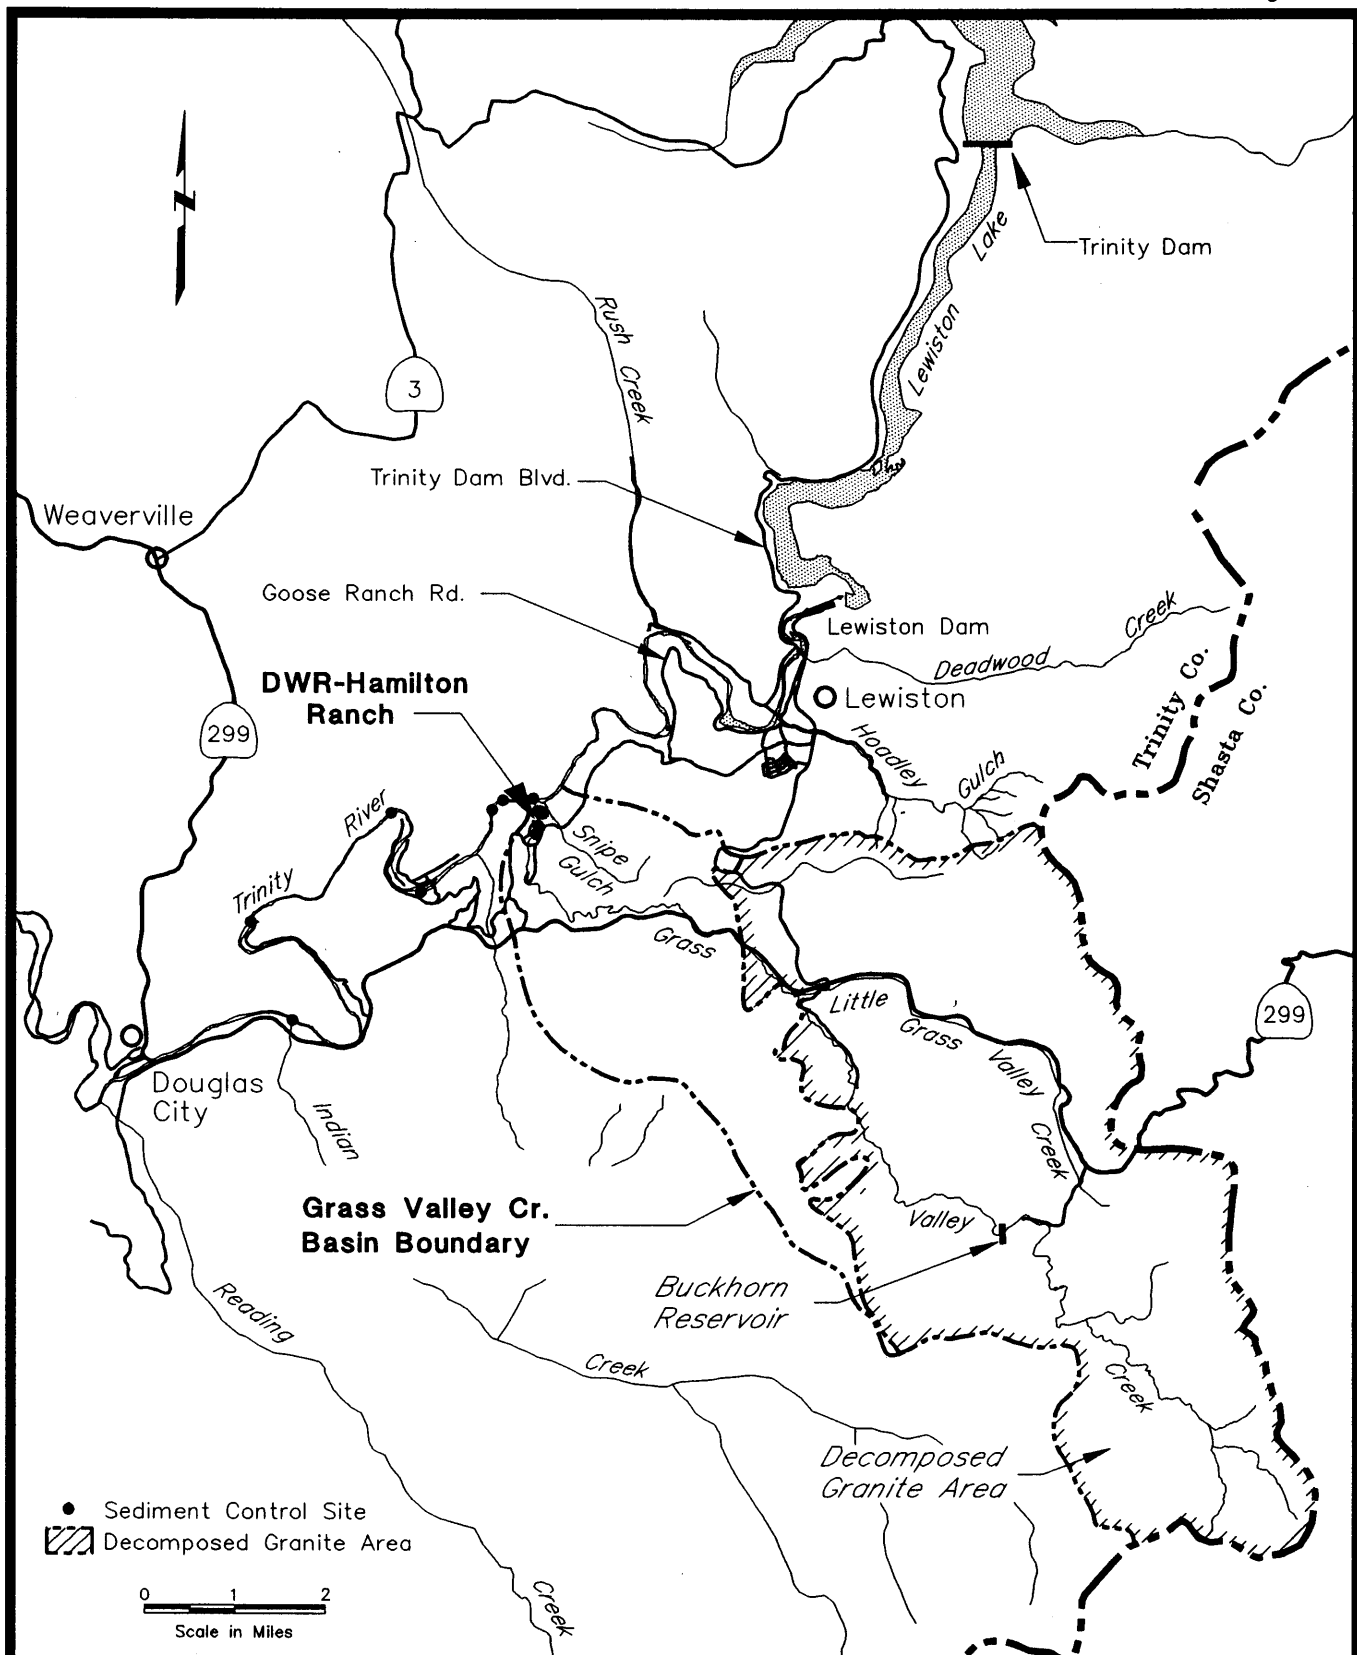 N
Trinity Dam
Lake
Lewiston
Rush Creek
3
Trinity Dam Blvd.
Weaverville
Goose Ranch Rd.
Lewiston Dam
Deadwood Creek
Trinity Co.
Shasta Co.
DWR-Hamilton
Ranch
Lewiston
299
Hoadley Gulch
River
Trinity
Snipe
Gulch
Grass
Little
Grass
Valley
Creek
299
Douglas
City
Indian
Grass Valley Cr.
Basin Boundary
Valley
Buckhorn
Reservoir
Reading
Creek
Creek
Decomposed
Granite Area
Sediment Control Site
Decomposed Granite Area
0 1 2
Scale in Miles
Creek